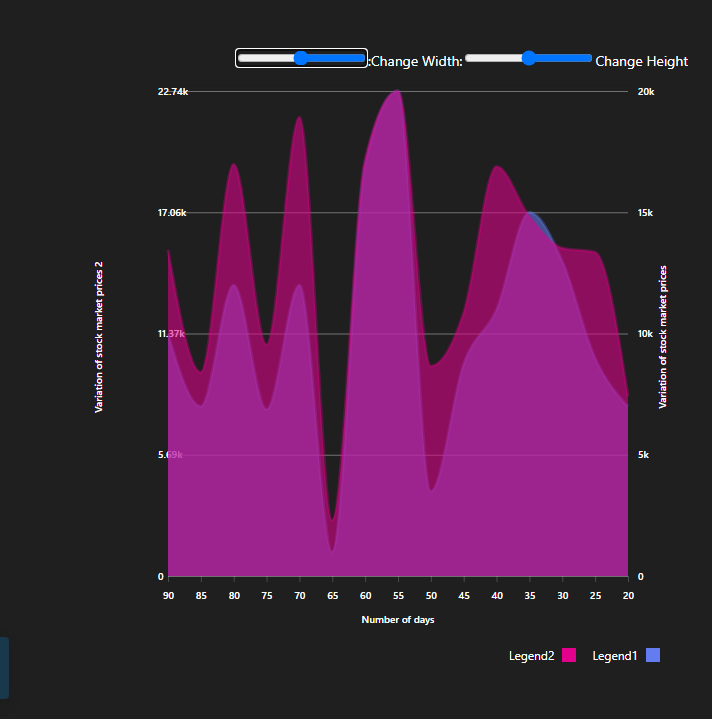 :Change Width: Change Height
22.74k
20k
17.06k
15k
11.37k
10k
5.69k
5k
0
0
Variation of stock market prices 2
Variation of stock market prices
90 85 80 75 70 65 60 55 50 45 40 35 30 25 20
Number of days
Legend2 Legend1